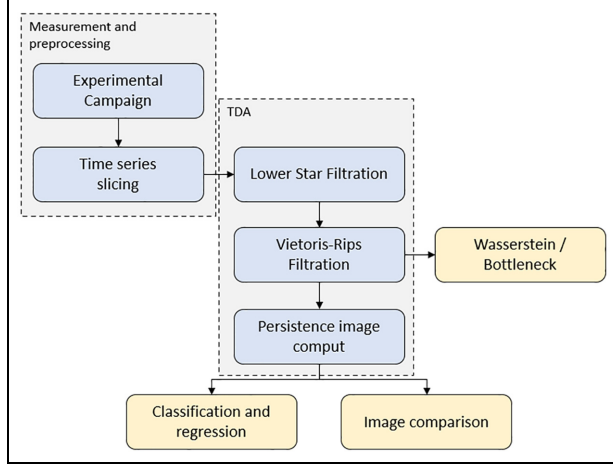 Measurement and
preprocessing
Experimental
Campaign
Time series
slicing
TDA
Lower Star Filtration
Vietoris-Rips
Filtration
Wasserstein /
Bottleneck
Persistence image
comput
Classification and
regression
Image comparison